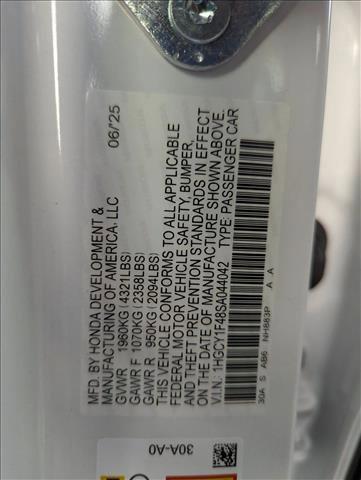 MFD. BY HONDA DEVELOPMENT & 06/'25
MANUFACTURING OF AMERICA, LLC
GVWR 1960KG (4321LBS)
GAWR F 1070KG (2358LBS)
GAWR R 950KG (2094LBS)
THIS VEHICLE CONFORMS TO ALL APPLICABLE
FEDERAL MOTOR VEHICLE SAFETY, BUMPER,
AND THEFT PREVENTION STANDARDS IN EFFECT
ON THE DATE OF MANUFACTURE SHOWN ABOVE.
V.I.N.: 1HGCY1F48SA044042 TYPE: PASSENGER CAR
30A S AB6 NH883P A A
30A-A0